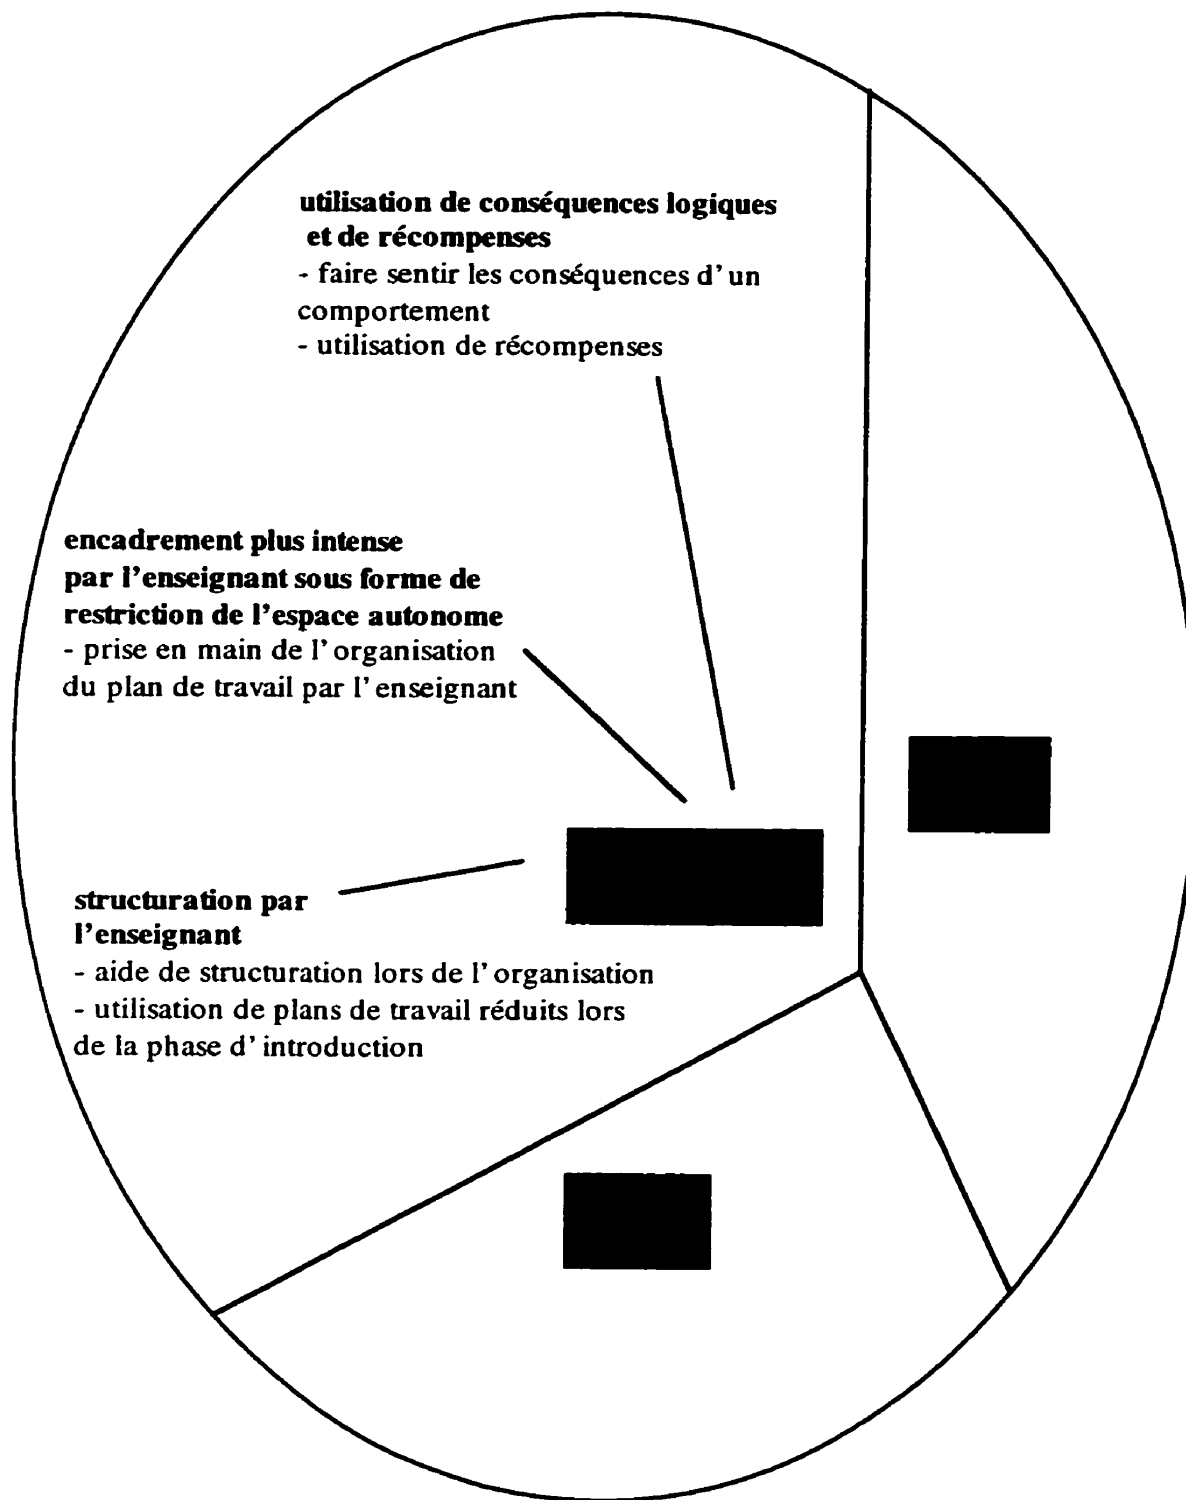 utilisation de conséquences logiques
et de récompenses
- faire sentir les conséquences d'un
comportement
- utilisation de récompenses
encadrement plus intense
par l'enseignant sous forme de
restriction de l'espace autonome
- prise en main de l'organisation
du plan de travail par l'enseignant
structuration par
l'enseignant
- aide de structuration lors de l'organisation
- utilisation de plans de travail réduits lors
de la phase d'introduction